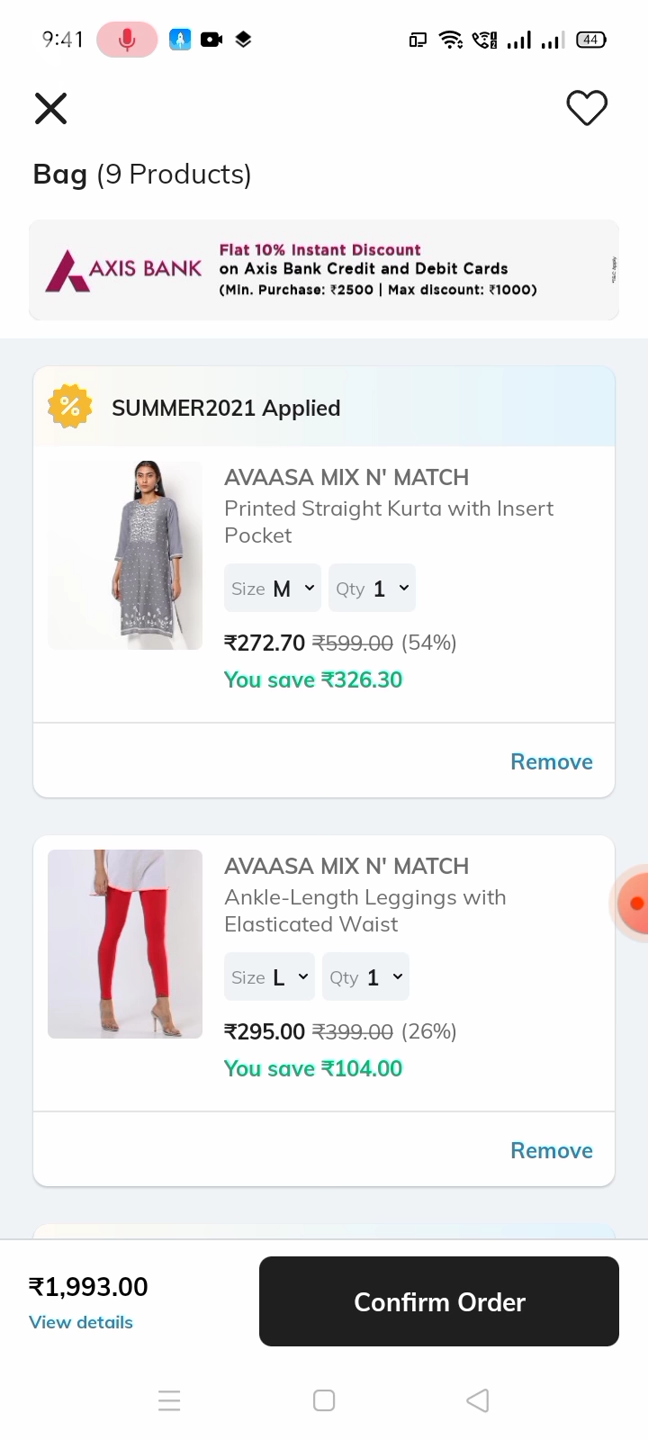 9:41
44
Bag (9 Products)
AXIS BANK
Flat 10% Instant Discount
on Axis Bank Credit and Debit Cards
(Min. Purchase: ₹2500 | Max discount: ₹1000)
SUMMER2021 Applied
AVAASA MIX N' MATCH
Printed Straight Kurta with Insert
Pocket
Size M Qty 1
₹272.70 ₹599.00 (54%)
You save ₹326.30
Remove
AVAASA MIX N' MATCH
Ankle-Length Leggings with
Elasticated Waist
Size L Qty 1
₹295.00 ₹399.00 (26%)
You save ₹104.00
Remove
₹1,993.00
View details
Confirm Order